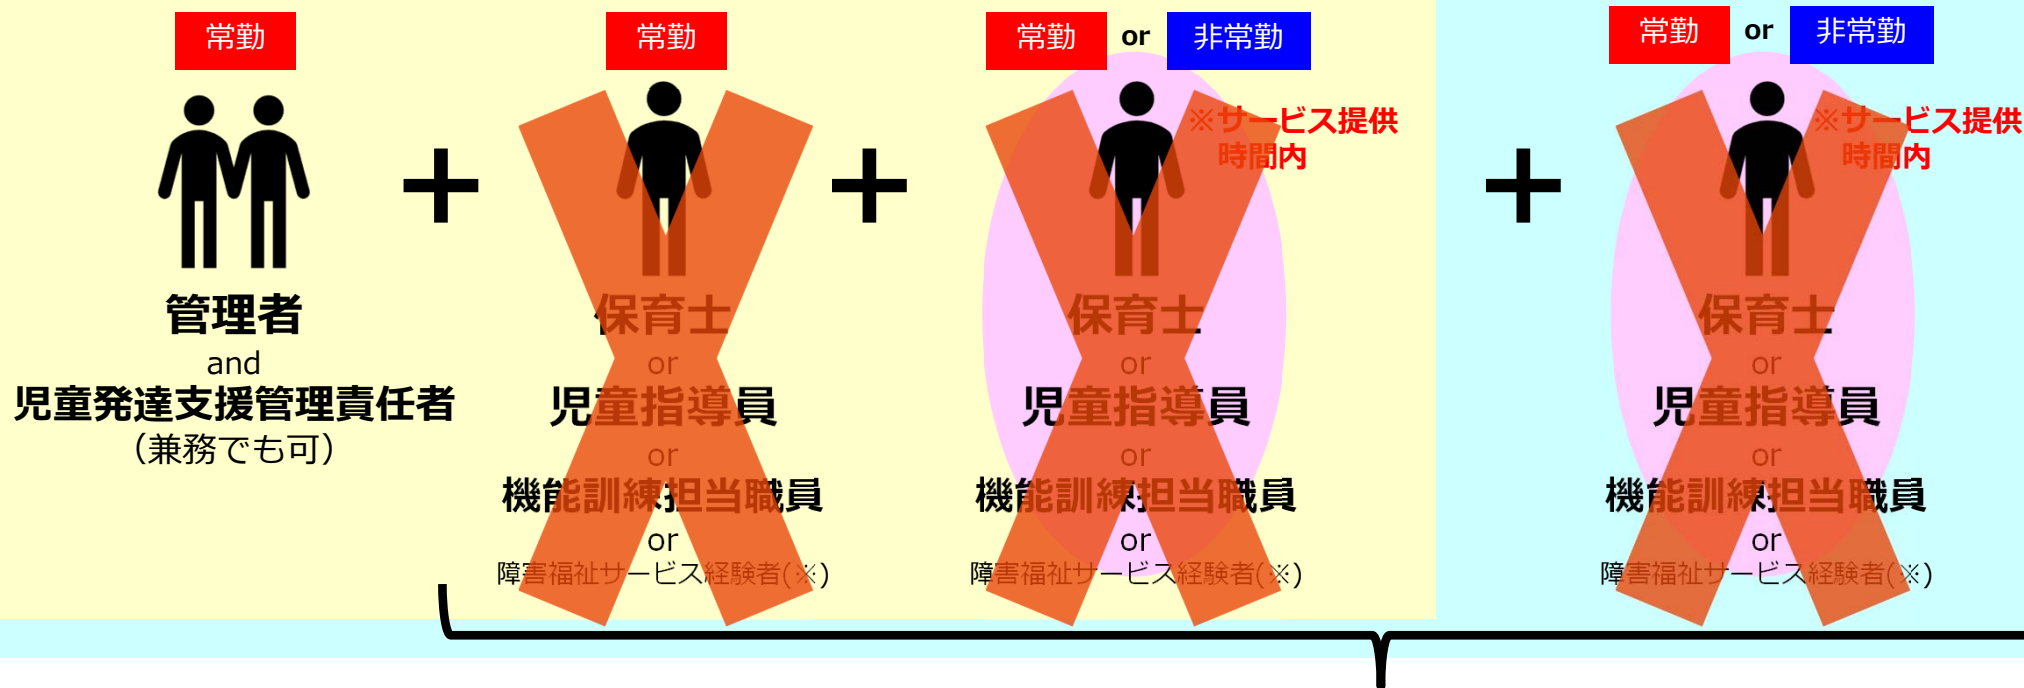 常勤
管理者
and
児童発達支援管理責任者
（兼務でも可）
+
常勤
保育士
or
児童指導員
or
機能訓練担当職員
or
障害福祉サービス経験者(※)
+
常勤 or 非常勤
※サービス提供
時間内
保育士
or
児童指導員
or
機能訓練担当職員
or
障害福祉サービス経験者(※)
+
常勤 or 非常勤
※サービス提供
時間内
保育士
or
児童指導員
or
機能訓練担当職員
or
障害福祉サービス経験者(※)